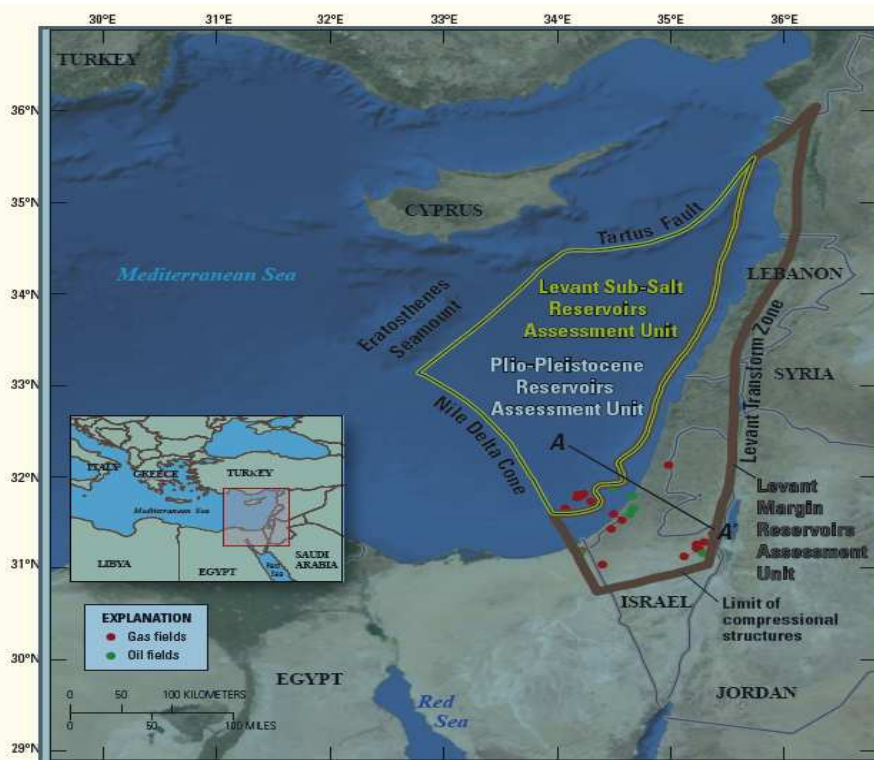 30°E
31°E
32°E
33°E
34°E
35°E
36°E
TURKEY
36°N
35°N
CYPRUS
Tartus Fault
Mediterranean Sea
34°N
Eratosthenes
Seamount
Levant Sub-Salt
Reservoirs
Assessment Unit
LEBANON
Levant Transform Zone
SYRIA
33°N
Plio-Pleistocene
Reservoirs
Assessment Unit
Nile Delta Cone
A
32°N
ITALY
GREECE
TURKEY
Mediterranean Sea
LIBYA
EGYPT
Red
Sea
SAUDI
ARABIA
Levant
Margin
Reservoirs
Assessment
Unit
A'
31°N
ISRAEL
Limit of
compressional
structures
EXPLANATION
Gas fields
Oil fields
30°N
EGYPT
JORDAN
0 50 100 KILOMETERS
0 50 100 MILES
Red
Sea
29°N